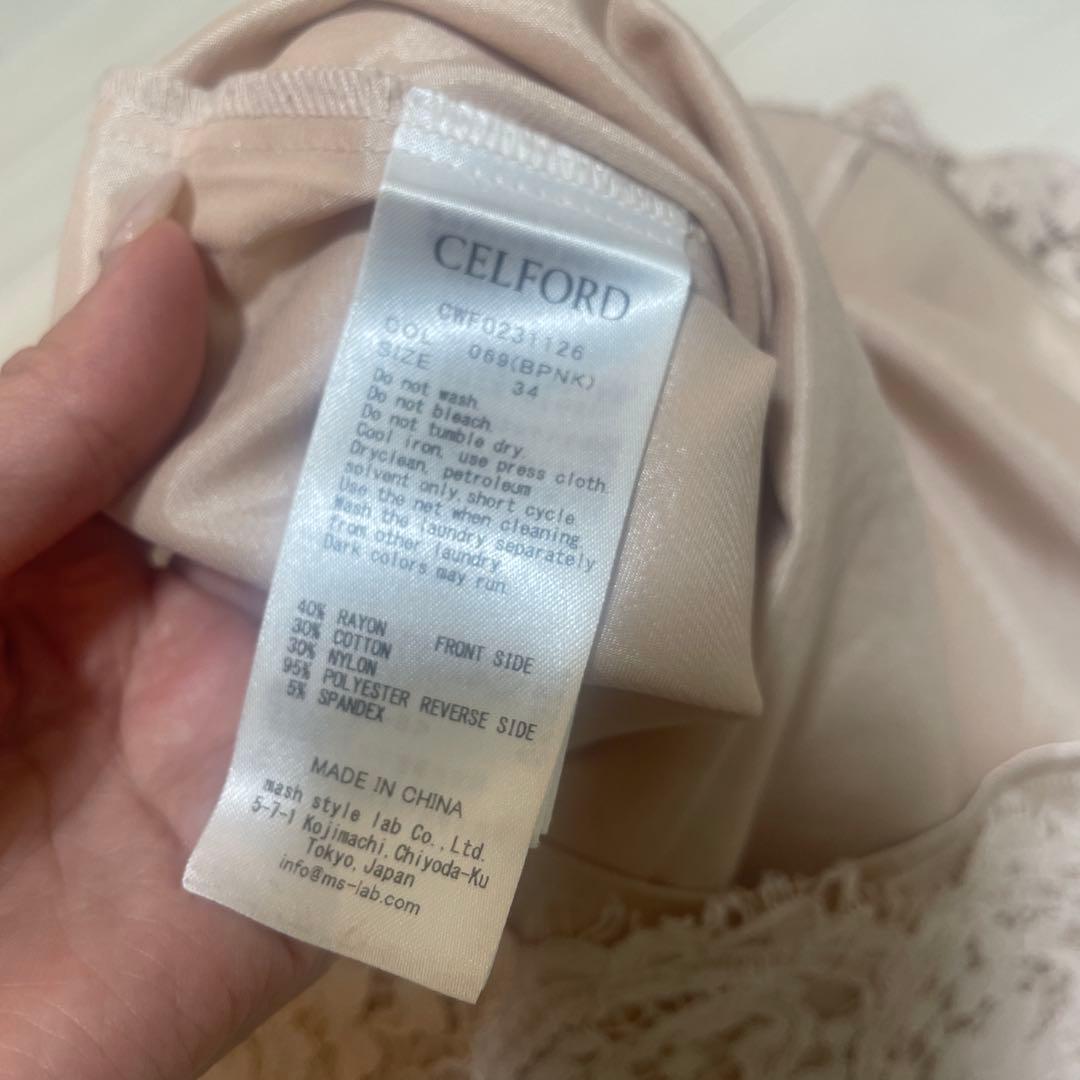 CELFORD
CWFO231126
COL 069(BPNK)
SIZE 34
Do not wash
Do not bleach
Do not tumble dry
Cool iron, use press cloth
Dryclean, petroleum
solvent only, short cycle
Use the net when cleaning
Wash the laundry separately
from other laundry
Dark colors may run
40% RAYON
30% COTTON FRONT SIDE
30% NYLON
95% POLYESTER REVERSE SIDE
5% SPANDEX
MADE IN CHINA
mash style lab Co., Ltd.
5-7-1 Kojimachi, Chiyoda-Ku
Tokyo, Japan
info@ms-lab.com